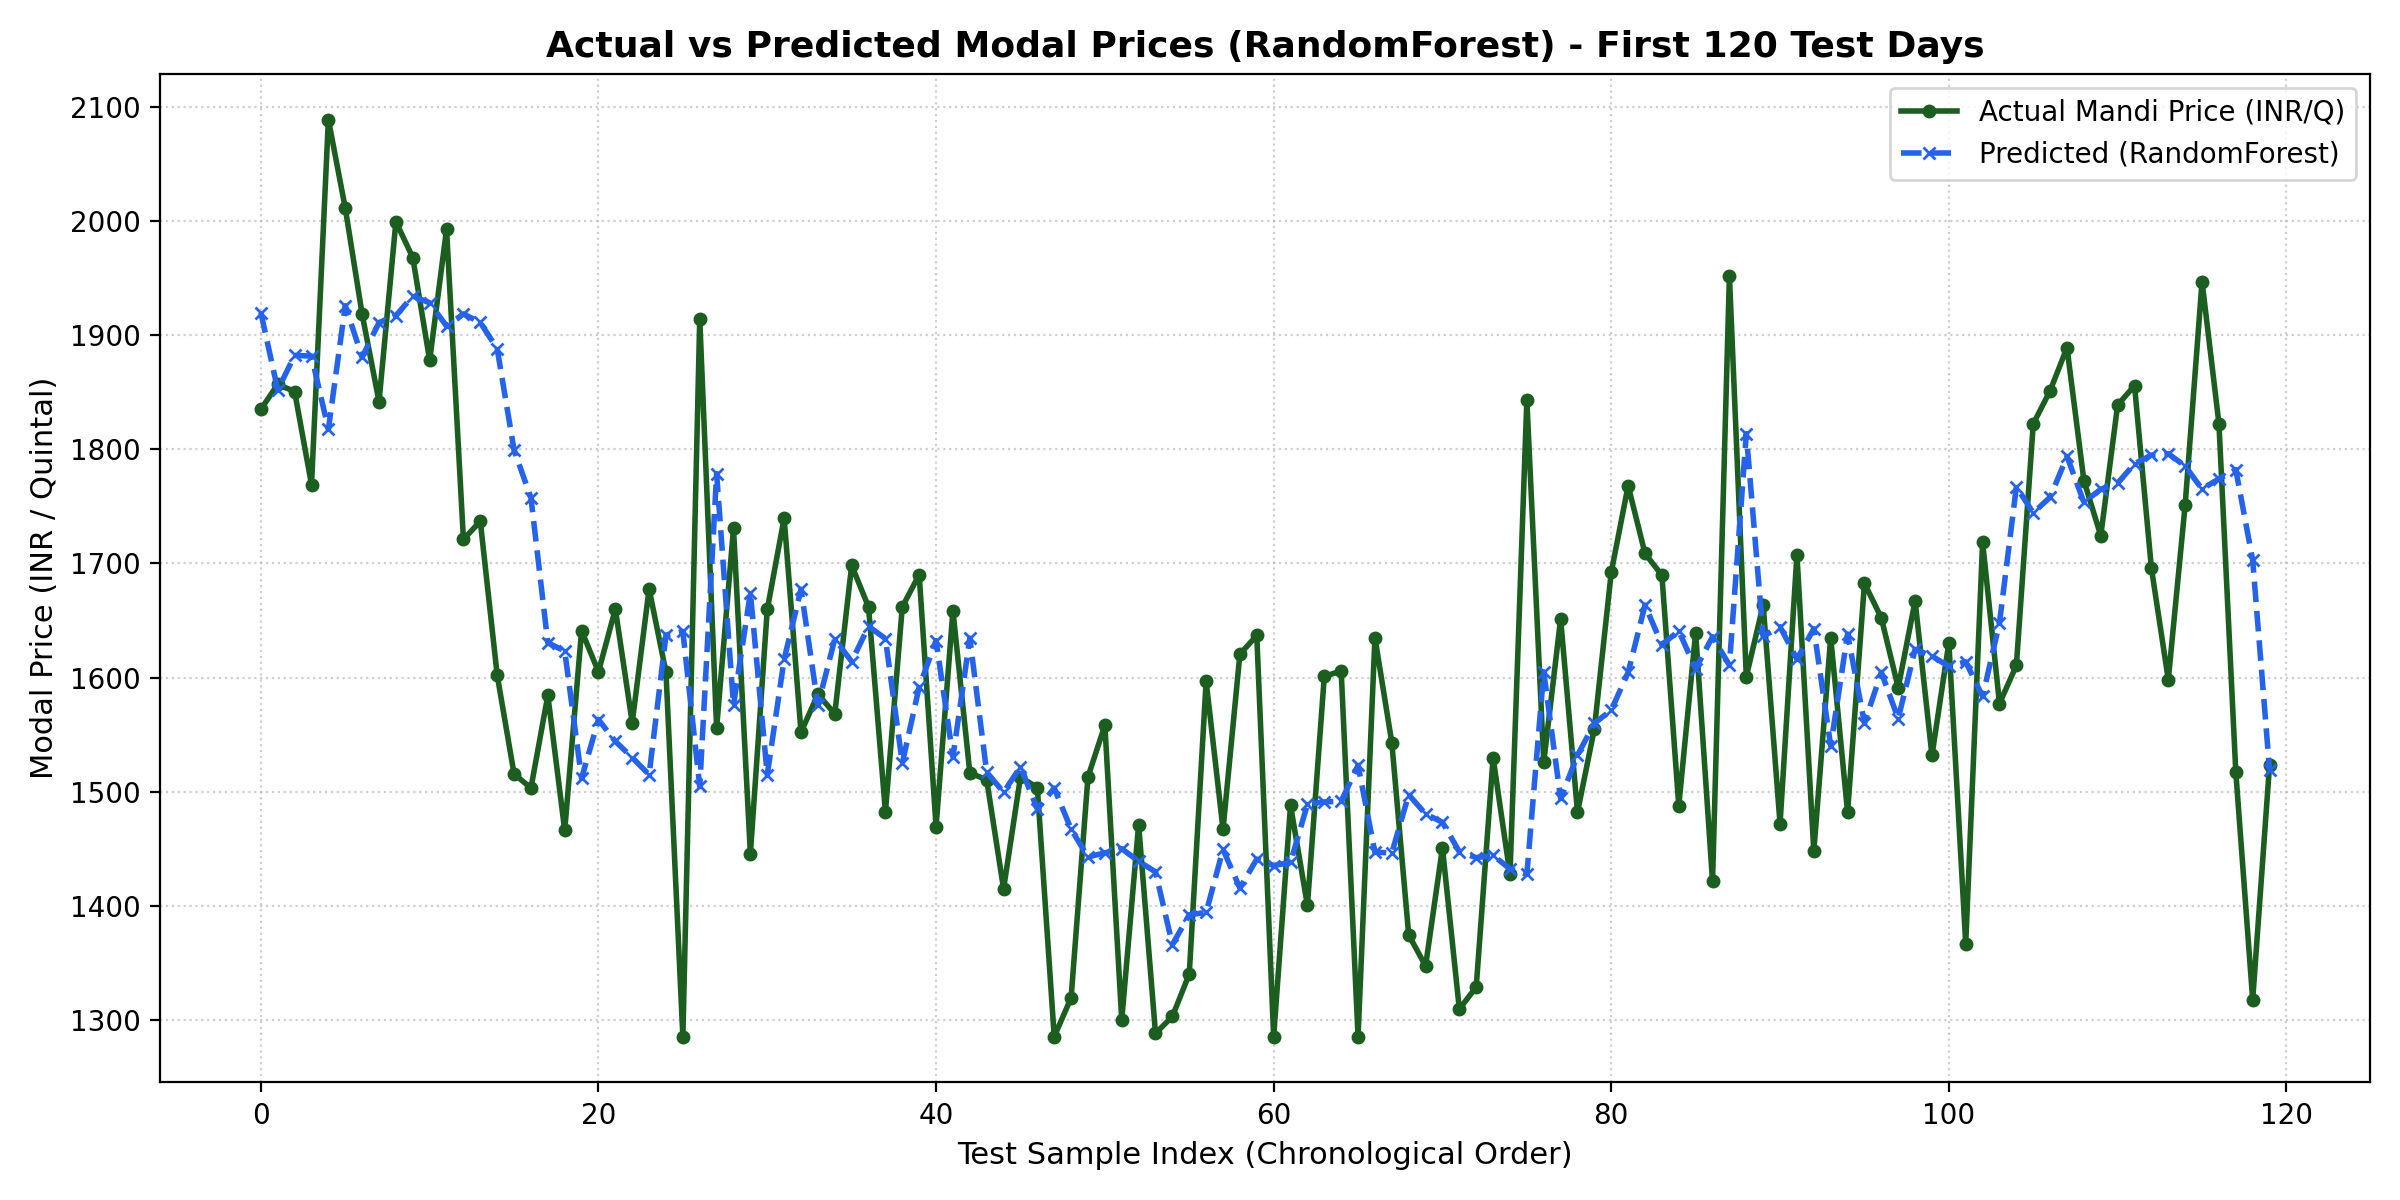 Actual vs Predicted Modal Prices (RandomForest) - First 120 Test Days
Actual Mandi Price (INR/Q)
Predicted (RandomForest)
Modal Price (INR / Quintal)
2100
2000
1900
1800
1700
1600
1500
1400
1300
0 20 40 60 80 100 120
Test Sample Index (Chronological Order)